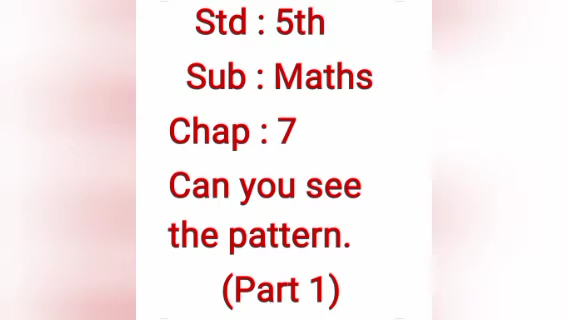 Std : 5th
Sub : Maths
Chap : 7
Can you see
the pattern.
(Part 1)